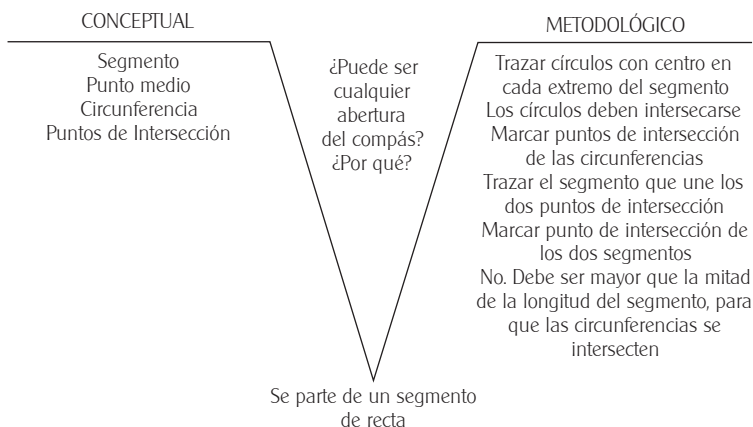 CONCEPTUAL
Segmento
Punto medio
Circunferencia
Puntos de Intersección
¿Puede ser
cualquier
abertura
del compás?
¿Por qué?
METODOLÓGICO
Trazar círculos con centro en
cada extremo del segmento
Los círculos deben intersecarse
Marcar puntos de intersección
de las circunferencias
Trazar el segmento que une los
dos puntos de intersección
Marcar punto de intersección de
los dos segmentos
No. Debe ser mayor que la mitad
de la longitud del segmento, para
que las circunferencias se
intersecten
Se parte de un segmento
de recta